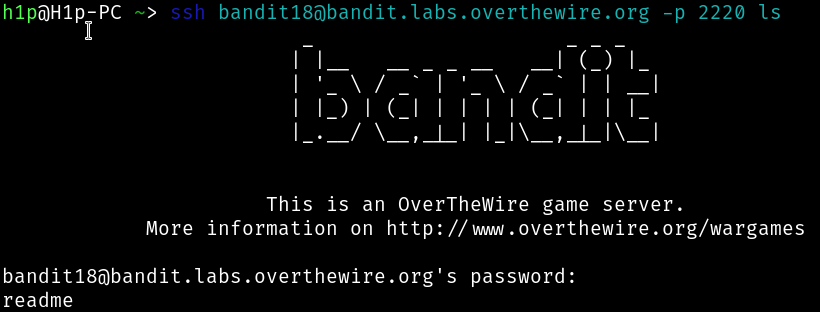 h1p@H1p-PC ~> ssh bandit18@bandit.labs.overthewire.org -p 2220 ls
bandit
This is an OverTheWire game server.
More information on http://www.overthewire.org/wargames
bandit18@bandit.labs.overthewire.org's password:
readme